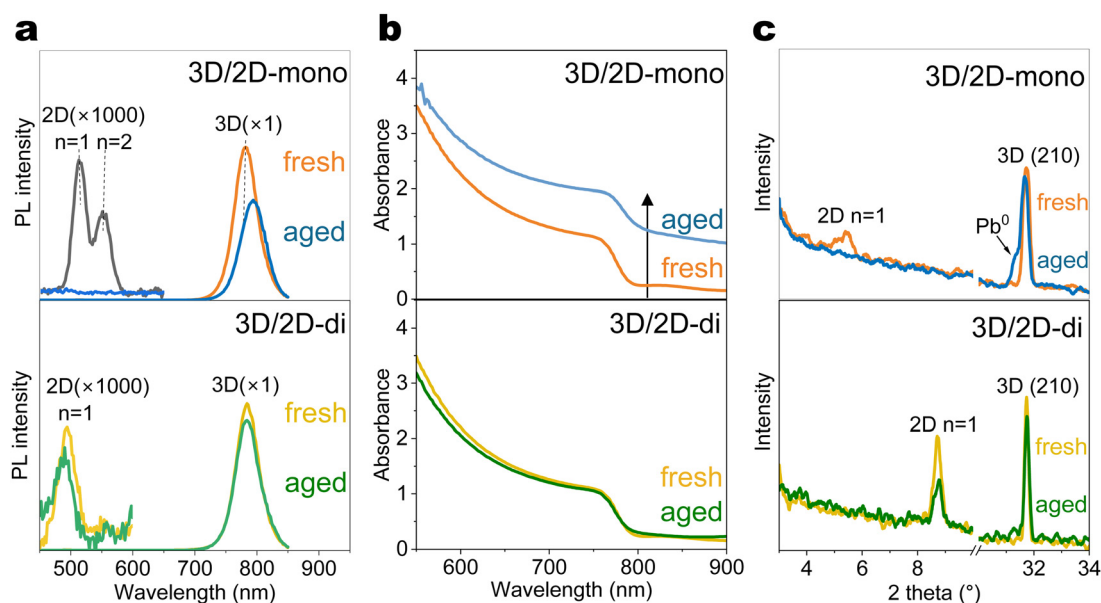 a
3D/2D-mono
2D(×1000)
n=1 n=2
3D(×1)
fresh
aged
PL intensity
3D/2D-di
2D(×1000)
n=1
3D(×1)
fresh
aged
PL intensity
500 600 700 800 900
Wavelength (nm)
b
3D/2D-mono
4
3
2
1
0
aged
fresh
Absorbance
3D/2D-di
4
3
2
1
0
fresh
aged
Absorbance
600 700 800 900
Wavelength (nm)
c
3D/2D-mono
3D (210)
fresh
2D n=1
Pb⁰
aged
Intensity
3D/2D-di
3D (210)
2D n=1
fresh
aged
Intensity
4 6 8 32 34
2 theta (°)